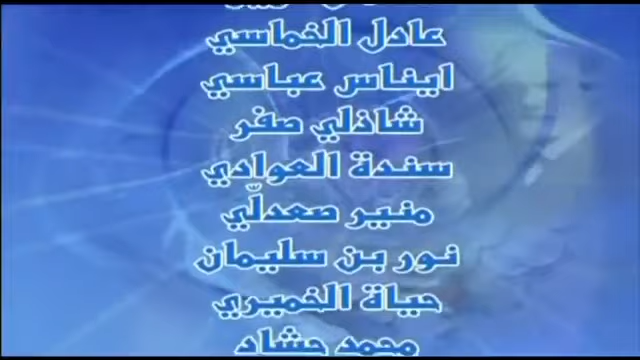 عادل الخماسي
ايناس عباسي
شاذلي صفر
سندة العوادي
منير صعدلّي
نور بن سليمان
حياة الخميري
محمد حشاد